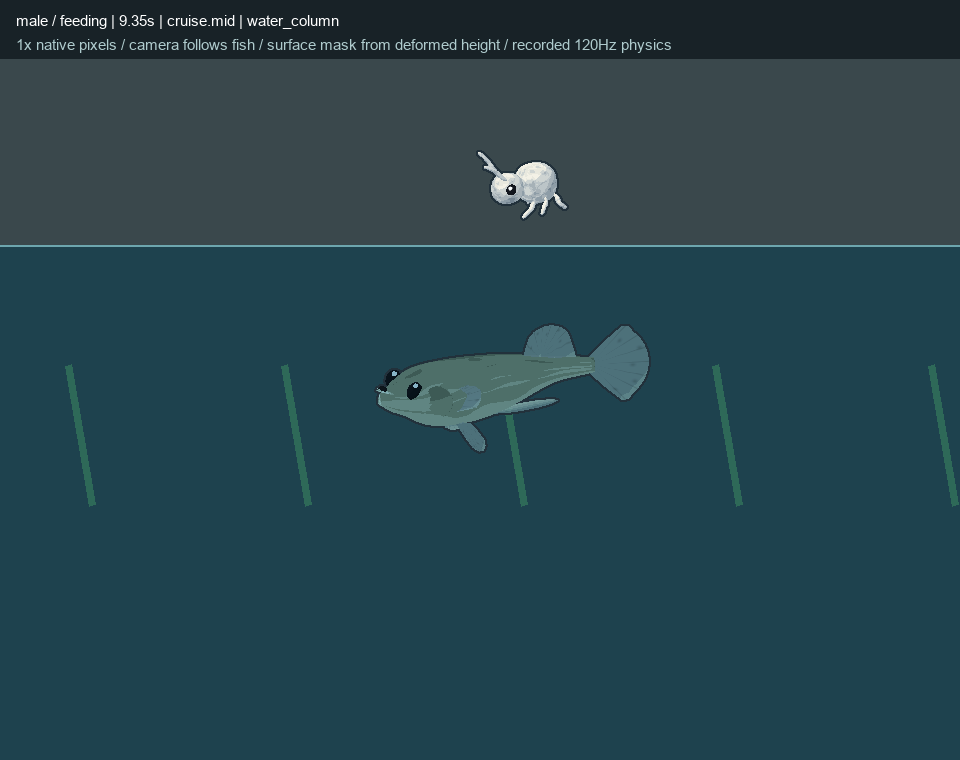 male / feeding | 9.35s | cruise.mid | water_column
1x native pixels / camera follows fish / surface mask from deformed height / recorded 120Hz physics